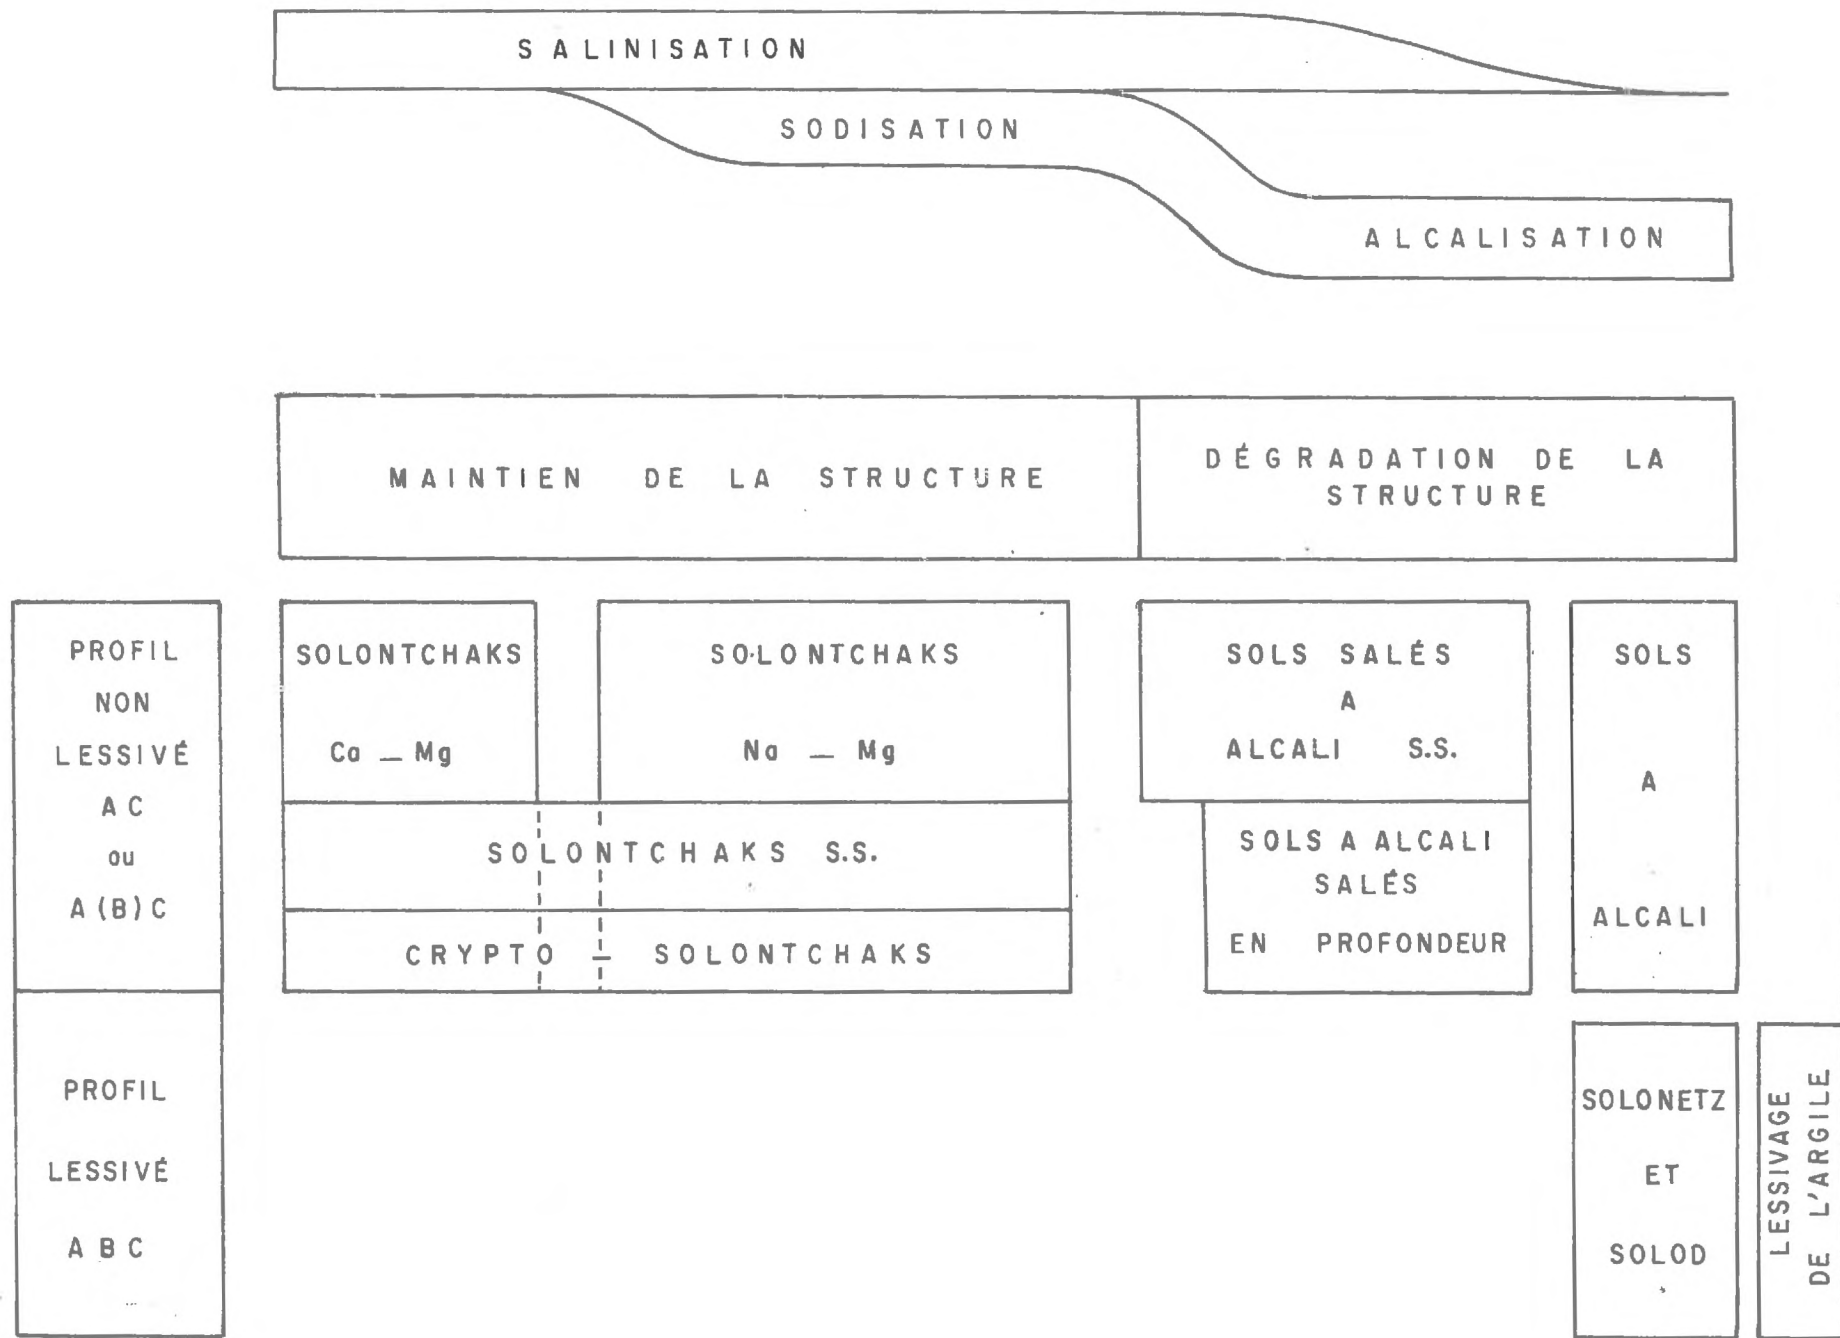 SALINISATION
SODISATION
ALCALISATION
MAINTIEN DE LA STRUCTURE
DÉGRADATION DE LA
STRUCTURE
PROFIL
NON
LESSIVÉ
A C
ou
A (B) C
SOLONTCHAKS
Ca — Mg
SOLONTCHAKS
Na — Mg
SOLONTCHAKS S.S.
CRYPTO — SOLONTCHAKS
SOLS SALÉS
A
ALCALI S.S.
SOLS A ALCALI
SALÉS
EN PROFONDEUR
SOLS
A
ALCALI
PROFIL
LESSIVÉ
A B C
SOLONETZ
ET
SOLOD
LESSIVAGE
DE L'ARGILE